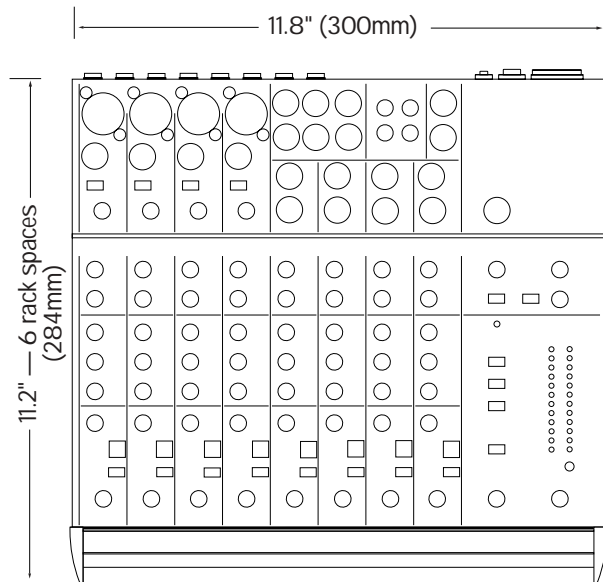 11.8" (300mm)
11.2" — 6 rack spaces
(284mm)